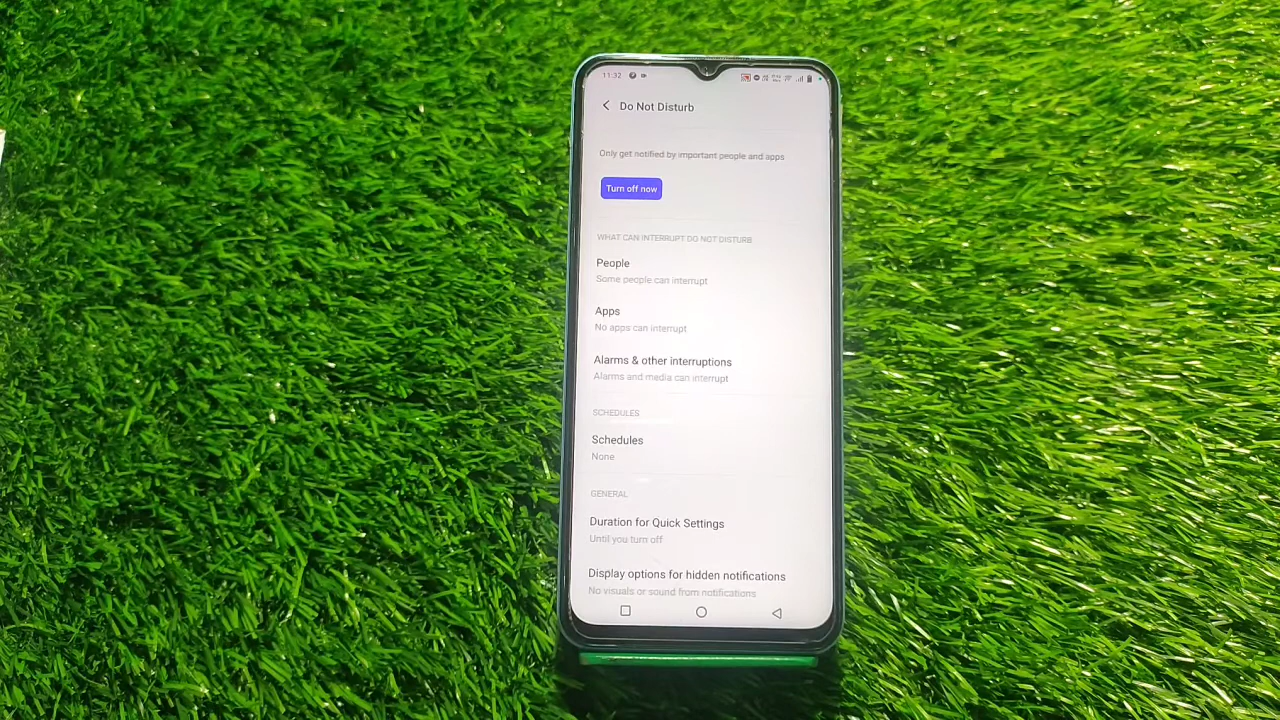 11:32
Do Not Disturb
Only get notified by important people and apps
Turn off now
WHAT CAN INTERRUPT DO NOT DISTURB
People
Some people can interrupt
Apps
No apps can interrupt
Alarms & other interruptions
Alarms and media can interrupt
SCHEDULES
Schedules
None
GENERAL
Duration for Quick Settings
Until you turn off
Display options for hidden notifications
No visuals or sound from notifications